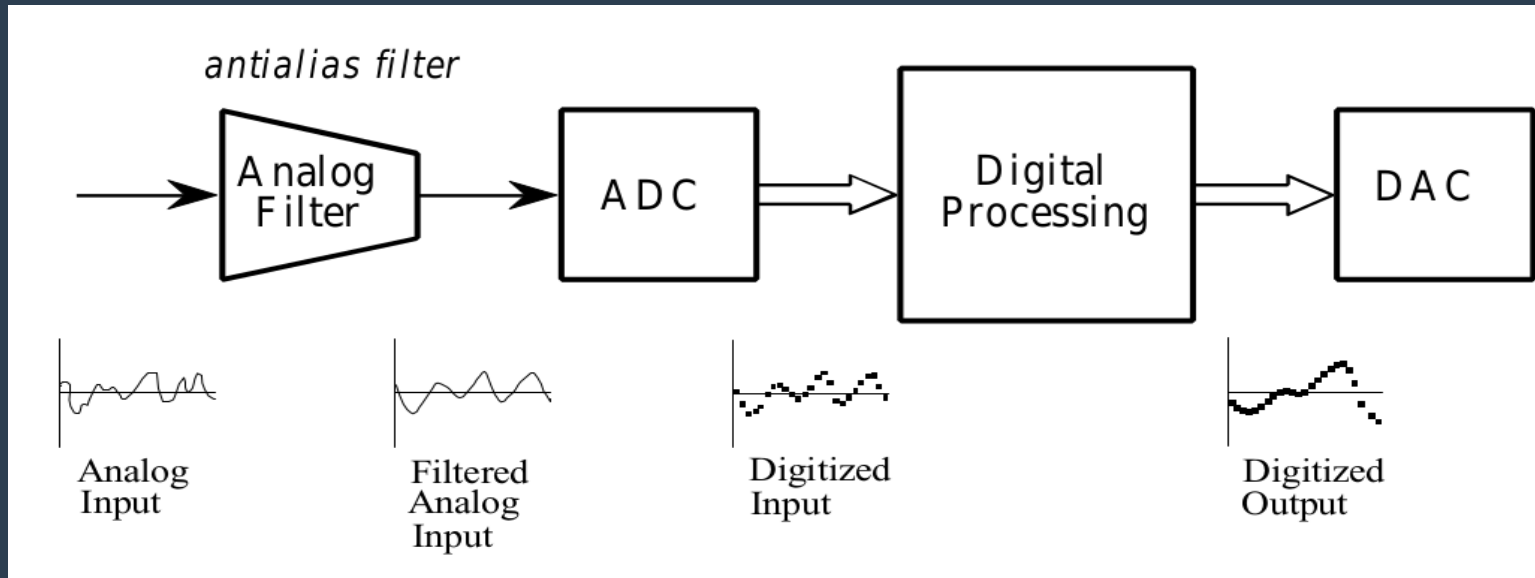 antialias filter
Analog
Filter
ADC
Digital
Processing
DAC
Analog
Input
Filtered
Analog
Input
Digitized
Input
Digitized
Output